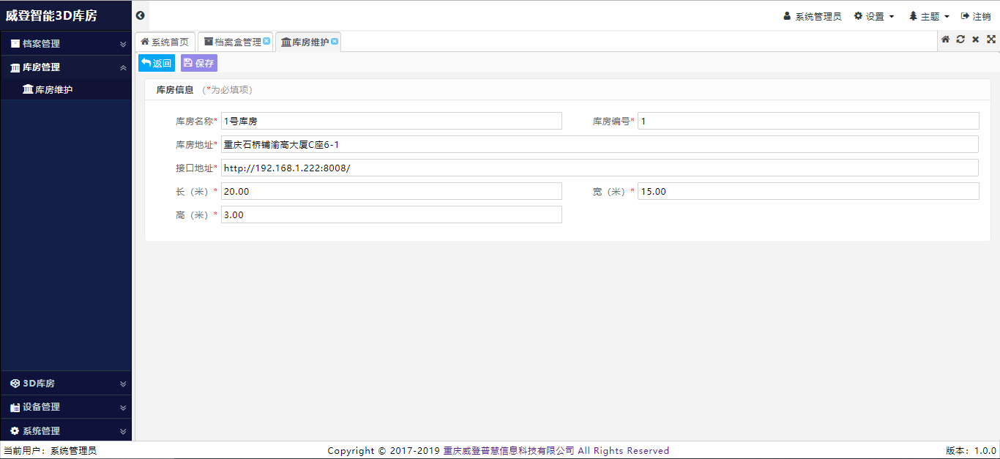 威登智能3D库房
系统管理员 设置 主题 注销
档案管理
库房管理
库房维护
3D库房
设备管理
系统管理
系统首页 档案盒管理 库房维护
返回 保存
库房信息 (*为必填项)
库房名称* 1号库房 库房编号* 1
库房地址* 重庆石桥铺渝高大厦C座6-1
接口地址* http://192.168.1.222:8008/
长（米）* 20.00 宽（米）* 15.00
高（米）* 3.00
当前用户：系统管理员 Copyright © 2017-2019 重庆威登普慧信息科技有限公司 All Rights Reserved 版本：1.0.0